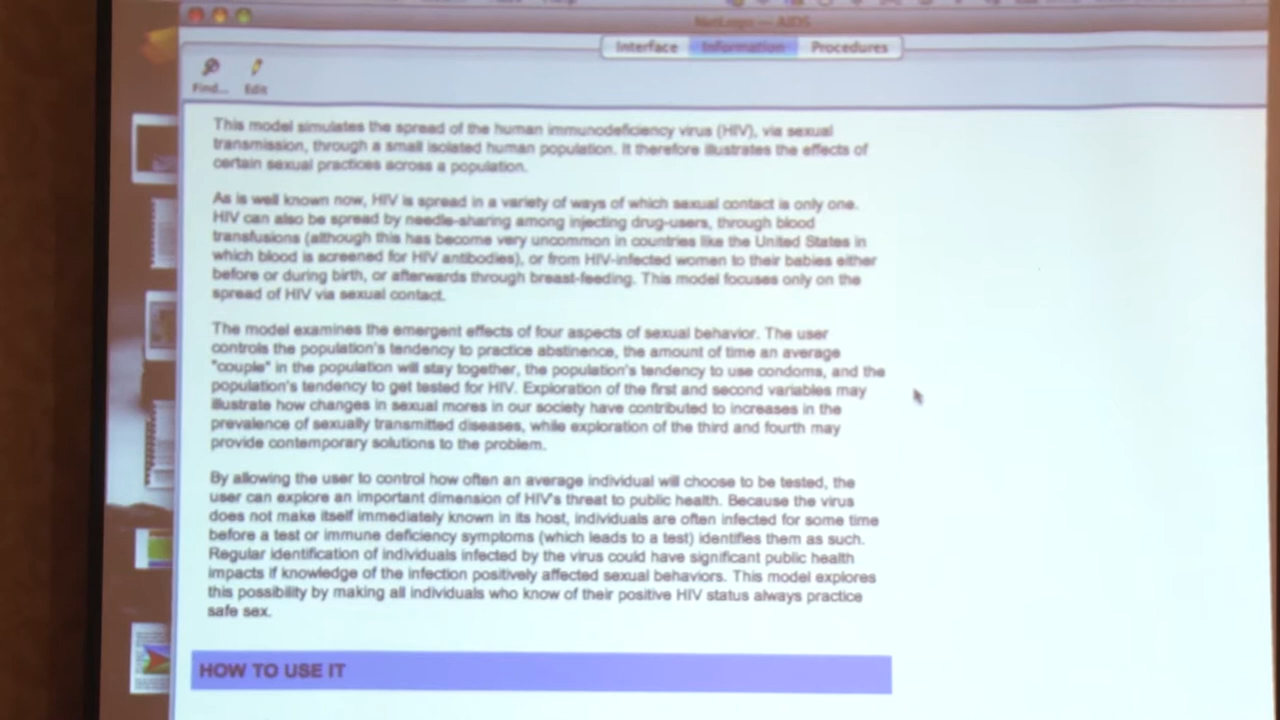 NetLogo — AIDS
Interface Information Procedures
Find... Edit
This model simulates the spread of the human immunodeficiency virus (HIV), via sexual
transmission, through a small isolated human population. It therefore illustrates the effects of
certain sexual practices across a population.
As is well known now, HIV is spread in a variety of ways of which sexual contact is only one.
HIV can also be spread by needle-sharing among injecting drug-users, through blood
transfusions (although this has become very uncommon in countries like the United States in
which blood is screened for HIV antibodies), or from HIV-infected women to their babies either
before or during birth, or afterwards through breast-feeding. This model focuses only on the
spread of HIV via sexual contact.
The model examines the emergent effects of four aspects of sexual behavior. The user
controls the population's tendency to practice abstinence, the amount of time an average
"couple" in the population will stay together, the population's tendency to use condoms, and the
population's tendency to get tested for HIV. Exploration of the first and second variables may
illustrate how changes in sexual mores in our society have contributed to increases in the
prevalence of sexually transmitted diseases, while exploration of the third and fourth may
provide contemporary solutions to the problem.
By allowing the user to control how often an average individual will choose to be tested, the
user can explore an important dimension of HIV's threat to public health. Because the virus
does not make itself immediately known in its host, individuals are often infected for some time
before a test or immune deficiency symptoms (which leads to a test) identifies them as such.
Regular identification of individuals infected by the virus could have significant public health
impacts if knowledge of the infection positively affected sexual behaviors. This model explores
this possibility by making all individuals who know of their positive HIV status always practice
safe sex.
HOW TO USE IT